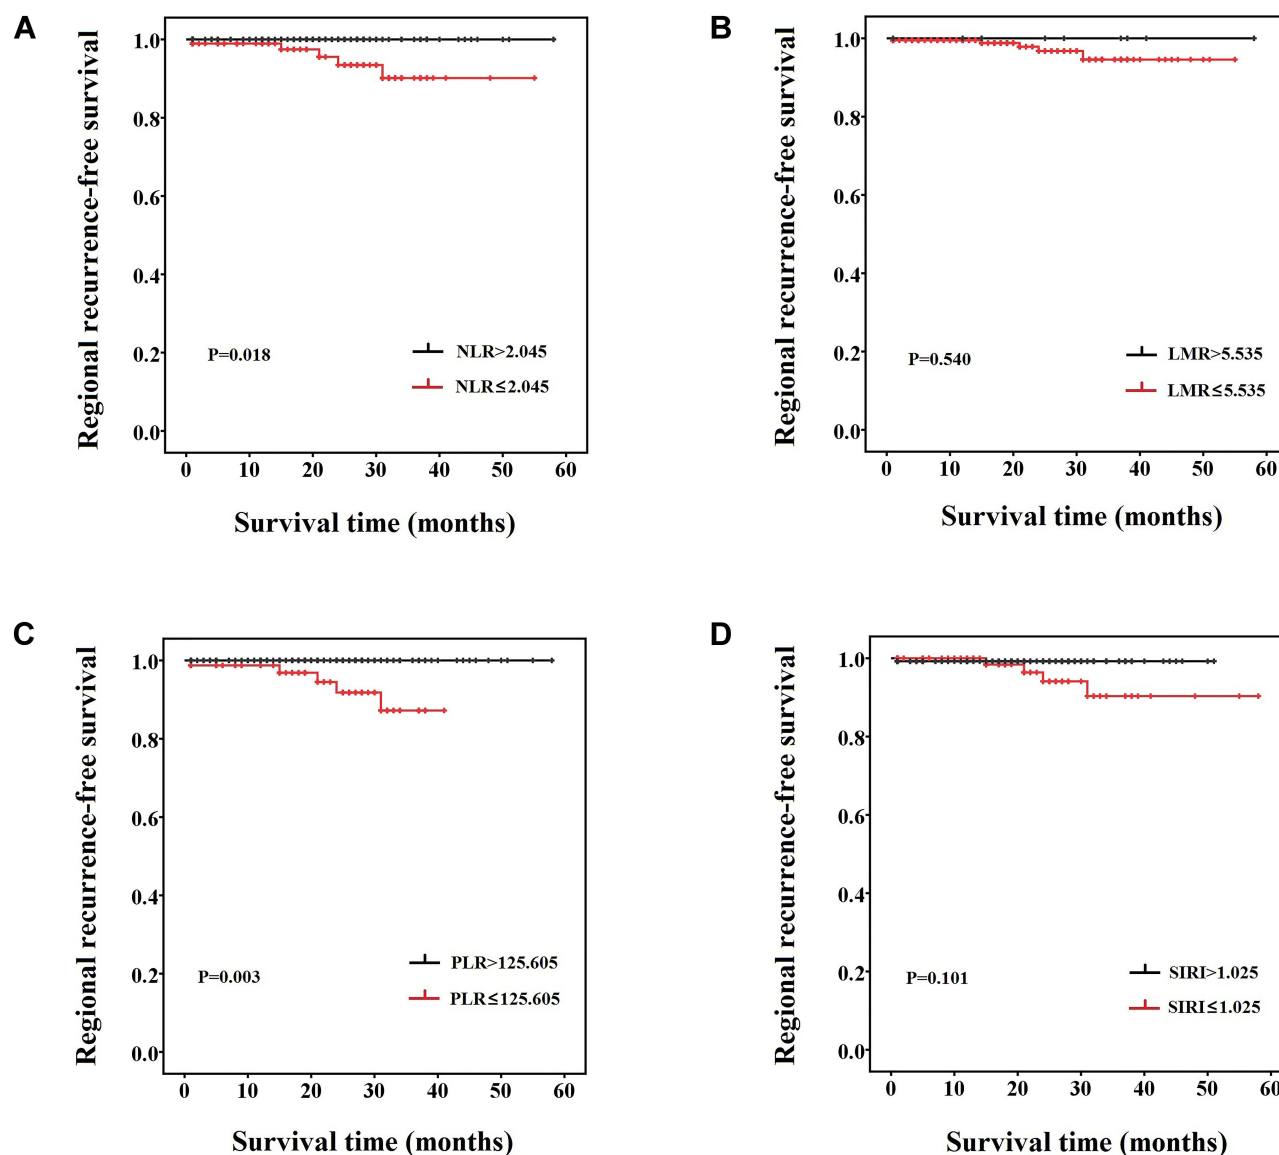 A
Regional recurrence-free survival
1.0
0.8
0.6
0.4
0.2
0.0
P=0.018
NLR>2.045
NLR≤2.045
0 10 20 30 40 50 60
Survival time (months)
B
Regional recurrence-free survival
1.0
0.8
0.6
0.4
0.2
0.0
P=0.540
LMR>5.535
LMR≤5.535
0 10 20 30 40 50 60
Survival time (months)
C
Regional recurrence-free survival
1.0
0.8
0.6
0.4
0.2
0.0
P=0.003
PLR>125.605
PLR≤125.605
0 10 20 30 40 50 60
Survival time (months)
D
Regional recurrence-free survival
1.0
0.8
0.6
0.4
0.2
0.0
P=0.101
SIRI>1.025
SIRI≤1.025
0 10 20 30 40 50 60
Survival time (months)